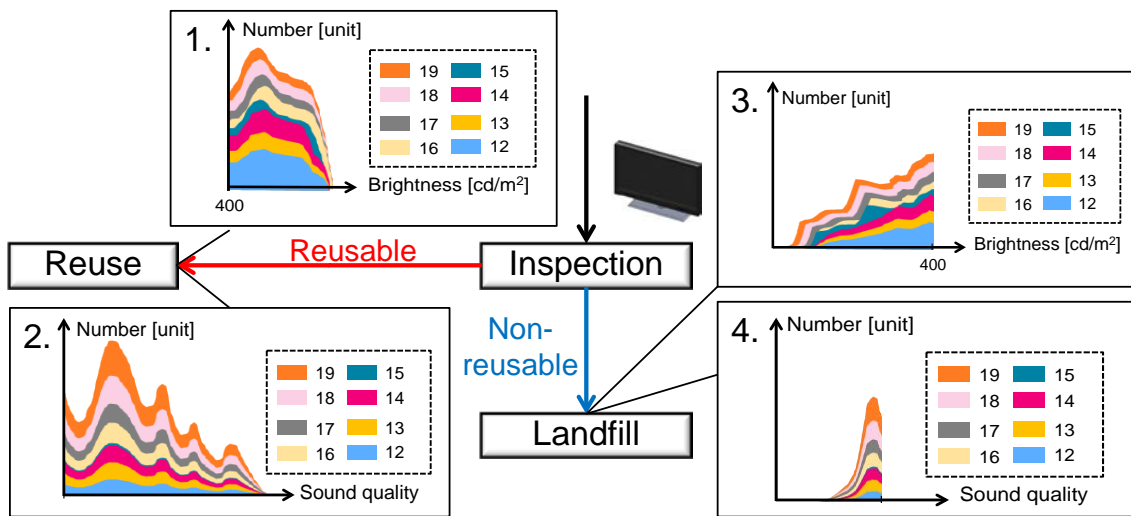 1.
Number [unit]
19 15
18 14
17 13
16 12
Brightness [cd/m²]
400
3.
Number [unit]
19 15
18 14
17 13
16 12
Brightness [cd/m²]
400
Reuse
Reusable
Inspection
Non-
reusable
Landfill
2.
Number [unit]
19 15
18 14
17 13
16 12
Sound quality
4.
Number [unit]
19 15
18 14
17 13
16 12
Sound quality